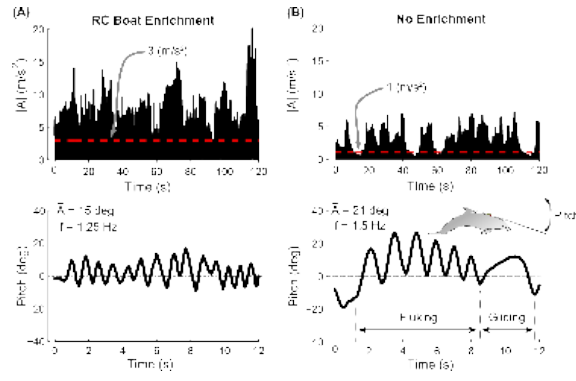 (A)
RC Boat Enrichment
|A| (m/s²)
20
15
10
5
0
3 (m/s²)
0 20 40 60 80 100 120
Time (s)
Pitch (deg)
40
20
0
−20
−40
Ā = 15 deg
f = 1.25 Hz
0 2 4 6 8 10 12
Time (s)
(B)
No Enrichment
|A| (m/s²)
20
15
10
5
0
1 (m/s²)
0 20 40 60 80 100 120
Time (s)
Pitch (deg)
40
20
0
−20
−40
Ā = 21 deg
f = 1.5 Hz
Pitch
Fluking
Gliding
0 2 4 6 8 10 12
Time (s)